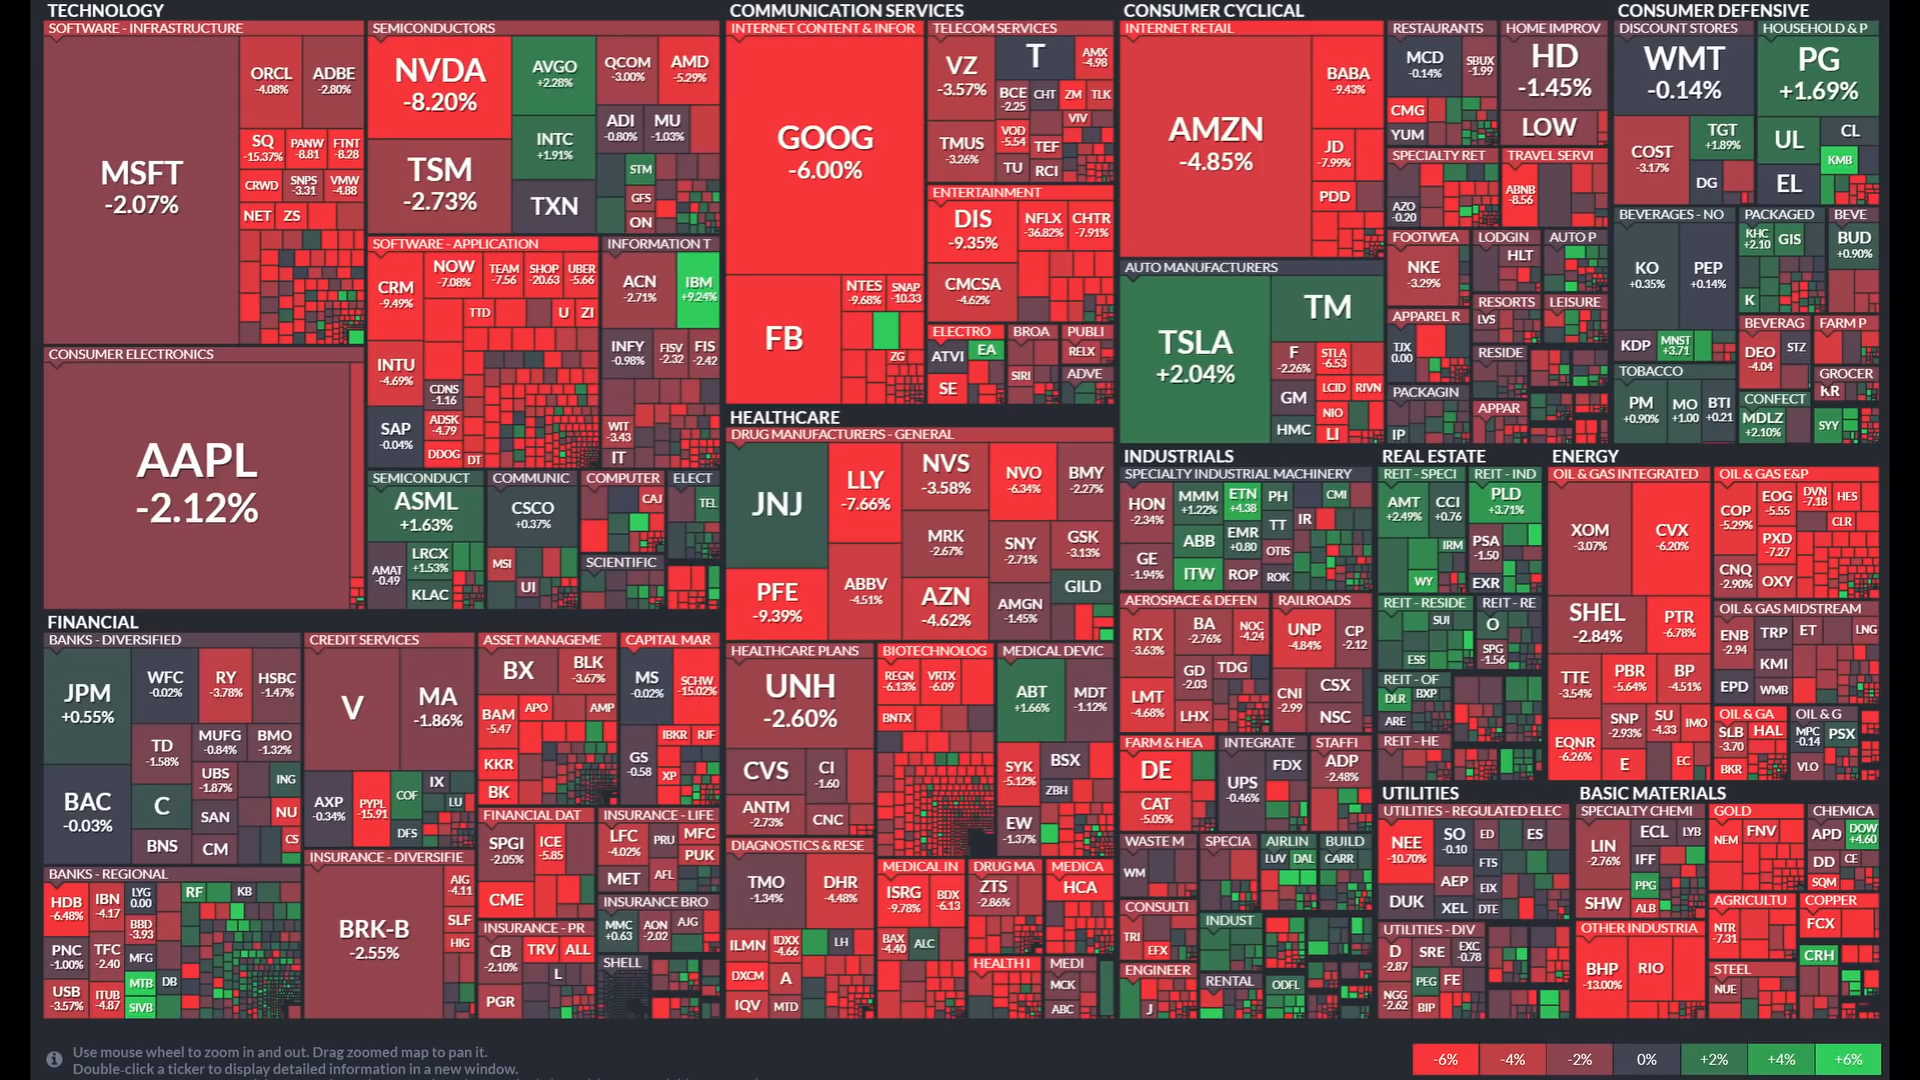 TECHNOLOGY
SOFTWARE - INFRASTRUCTURE
MSFT
-2.07%
ORCL
-4.08%
ADBE
-2.80%
SQ
-15.37%
PANW
-8.81
FTNT
-8.28
CRWD
SNPS
-3.31
VMW
-4.88
NET
ZS
CONSUMER ELECTRONICS
AAPL
-2.12%
SEMICONDUCTORS
NVDA
-8.20%
AVGO
+2.28%
QCOM
-3.00%
AMD
-5.29%
INTC
+1.91%
ADI
-0.80%
MU
-1.03%
TSM
-2.73%
TXN
STM
GFS
ON
SOFTWARE - APPLICATION
CRM
-9.49%
NOW
-7.08%
TEAM
-7.56
SHOP
-20.63
UBER
-5.66
TTD
U
ZI
INTU
-4.69%
CDNS
-1.16
SAP
-0.04%
ADSK
-4.79
DDOG
DT
INFORMATION T
ACN
-2.71%
IBM
+9.24%
INFY
-0.98%
FISV
-2.32
FIS
-2.42
WIT
-3.43
IT
SEMICONDUCT
ASML
+1.63%
AMAT
-0.49
LRCX
+1.53%
KLAC
COMMUNIC
CSCO
+0.37%
MSI
UI
COMPUTER
CAJ
ELECT
TEL
SCIENTIFIC
COMMUNICATION SERVICES
INTERNET CONTENT & INFOR
GOOG
-6.00%
FB
NTES
-9.68%
SNAP
-10.33
ZG
TELECOM SERVICES
VZ
-3.57%
T
AMX
-4.98
BCE
-2.25
CHT
ZM
TLK
TMUS
-3.26%
VOD
-5.54
VIV
TEF
TU
RCI
ENTERTAINMENT
DIS
-9.35%
NFLX
-36.82%
CHTR
-7.91%
CMCSA
-4.62%
ELECTRO
ATVI
EA
SE
BROA
SIRI
PUBLI
RELX
ADVE
CONSUMER CYCLICAL
INTERNET RETAIL
AMZN
-4.85%
BABA
-9.43%
JD
-7.99%
PDD
AUTO MANUFACTURERS
TSLA
+2.04%
TM
F
-2.26%
STLA
-6.53
GM
LCID
RIVN
HMC
NIO
LI
RESTAURANTS
MCD
-0.14%
SBUX
-1.99
CMG
YUM
HOME IMPROV
HD
-1.45%
LOW
SPECIALTY RET
AZO
-0.20
TRAVEL SERVI
ABNB
-8.56
FOOTWEA
NKE
-3.29%
LODGIN
HLT
AUTO P
RESORTS
LVS
LEISURE
APPAREL R
TJX
0.00
RESIDE
PACKAGIN
IP
APPAR
CONSUMER DEFENSIVE
DISCOUNT STORES
WMT
-0.14%
COST
-3.17%
TGT
+1.89%
DG
HOUSEHOLD & P
PG
+1.69%
UL
CL
KMB
EL
BEVERAGES - NO
KO
+0.35%
PEP
+0.14%
KDP
MNST
+3.71
PACKAGED
KHC
+2.10
GIS
K
BEVE
BUD
+0.90%
BEVERAG
DEO
-4.04
STZ
FARM P
TOBACCO
PM
+0.90%
MO
+1.00
BTI
+0.21
CONFECT
MDLZ
+2.10%
GROCER
KR
SYY
FINANCIAL
BANKS - DIVERSIFIED
JPM
+0.55%
WFC
-0.02%
RY
-3.78%
HSBC
-1.47%
BAC
-0.03%
TD
-1.58%
MUFG
-0.84%
BMO
-1.32%
C
UBS
-1.87%
ING
SAN
NU
BNS
CM
CS
BANKS - REGIONAL
HDB
-6.48%
IBN
-4.17
LYG
0.00
RF
KB
BBD
-3.93
PNC
-1.00%
TFC
-2.40
MFG
MTB
DB
USB
-3.57%
ITUB
-4.87
SIVB
CREDIT SERVICES
V
MA
-1.86%
AXP
-0.34%
PYPL
-15.91
COF
IX
LU
DFS
INSURANCE - DIVERSIFIE
BRK-B
-2.55%
AIG
-4.11
SLF
HIG
ASSET MANAGEME
BX
BLK
-3.67%
BAM
-5.47
APO
AMP
KKR
BK
CAPITAL MAR
MS
-0.02%
SCHW
-15.02%
GS
-0.58
IBKR
RJF
XP
FINANCIAL DAT
SPGI
-2.05%
ICE
-5.85
CME
INSURANCE - LIFE
LFC
-4.02%
PRU
MFC
PUK
MET
AFL
INSURANCE BRO
MMC
+0.63
AON
-2.02
AJG
INSURANCE - PR
CB
-2.10%
TRV
ALL
L
PGR
SHELL
HEALTHCARE
DRUG MANUFACTURERS - GENERAL
JNJ
LLY
-7.66%
NVS
-3.58%
NVO
-6.34%
BMY
-2.27%
PFE
-9.39%
ABBV
-4.51%
MRK
-2.67%
SNY
-2.71%
GSK
-3.13%
AZN
-4.62%
AMGN
-1.45%
GILD
HEALTHCARE PLANS
UNH
-2.60%
CVS
CI
-1.60
ANTM
-2.73%
CNC
BIOTECHNOLOG
REGN
-6.13%
VRTX
-6.09
BNTX
MEDICAL DEVIC
ABT
+1.66%
MDT
-1.12%
SYK
-5.12%
BSX
ZBH
EW
-1.37%
DIAGNOSTICS & RESE
TMO
-1.34%
DHR
-4.48%
ILMN
IDXX
-4.66
LH
DXCM
A
IQV
MTD
MEDICAL IN
ISRG
-9.78%
BDX
-6.13
BAX
-4.40
ALC
DRUG MA
ZTS
-2.86%
MEDICA
HCA
HEALTH I
MEDI
MCK
ABC
INDUSTRIALS
SPECIALTY INDUSTRIAL MACHINERY
HON
-2.34%
MMM
+1.22%
ETN
+4.38
PH
CMI
GE
-1.94%
ABB
EMR
+0.80
TT
IR
OTIS
ITW
ROP
ROK
AEROSPACE & DEFEN
RTX
-3.63%
BA
-2.76%
NOC
-4.24
LMT
-4.68%
GD
-2.03
TDG
LHX
RAILROADS
UNP
-4.84%
CP
-2.12
CNI
-2.99
CSX
NSC
FARM & HEA
DE
CAT
-5.05%
INTEGRATE
UPS
-0.46%
FDX
STAFFI
ADP
-2.48%
WASTE M
WM
SPECIA
AIRLIN
LUV
DAL
BUILD
CARR
CONSULTI
TRI
EFX
INDUST
ENGINEER
J
RENTAL
ODFL
REAL ESTATE
REIT - SPECI
AMT
+2.49%
CCI
+0.76
IRM
WY
REIT - IND
PLD
+3.71%
PSA
-1.50
EXR
REIT - RESIDE
SUI
ESS
REIT - RE
O
SPG
-1.56
REIT - OF
DLR
BXP
ARE
REIT - HE
ENERGY
OIL & GAS INTEGRATED
XOM
-3.07%
CVX
-6.20%
SHEL
-2.84%
PTR
-6.78%
TTE
-3.54%
PBR
-5.64%
BP
-4.51%
EQNR
-6.26%
SNP
-2.93%
SU
-4.33
IMO
E
EC
OIL & GAS E&P
COP
-5.29%
EOG
-5.55
DVN
-7.18
HES
CLR
PXD
-7.27
CNQ
-2.90%
OXY
OIL & GAS MIDSTREAM
ENB
-2.94
TRP
ET
LNG
KMI
EPD
WMB
OIL & GA
SLB
-3.70
HAL
BKR
OIL & G
MPC
-0.14
PSX
VLO
UTILITIES
UTILITIES - REGULATED ELEC
NEE
-10.70%
SO
-0.10
ED
ES
FTS
AEP
EIX
DUK
XEL
DTE
UTILITIES - DIV
D
-2.87
SRE
EXC
-0.78
PEG
FE
NGG
-2.62
BIP
BASIC MATERIALS
SPECIALTY CHEMI
LIN
-2.76%
ECL
LYB
IFF
PPG
SHW
ALB
GOLD
NEM
FNV
CHEMICA
APD
DOW
+4.60
DD
CE
SQM
OTHER INDUSTRIA
BHP
-13.00%
RIO
AGRICULTU
NTR
-7.31
COPPER
FCX
CRH
STEEL
NUE
Use mouse wheel to zoom in and out. Drag zoomed map to pan it.
Double-click a ticker to display detailed information in a new window.
-6%
-4%
-2%
0%
+2%
+4%
+6%